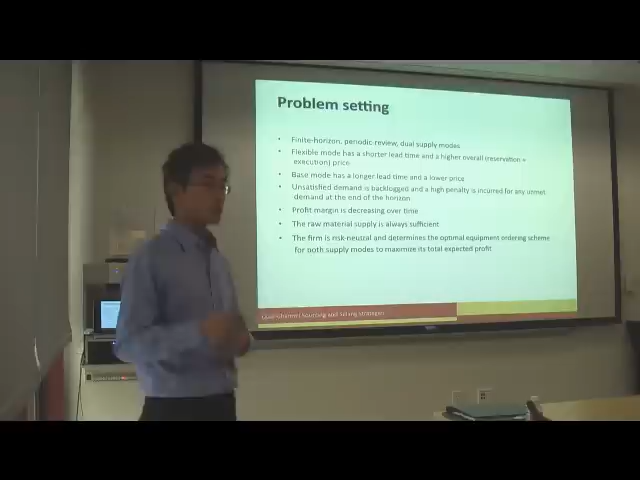 Problem setting
• Finite-horizon, periodic-review, dual supply modes
• Flexible mode has a shorter lead time and a higher overall (reservation +
execution) price
• Base mode has a longer lead time and a lower price
• Unsatisfied demand is backlogged and a high penalty is incurred for any unmet
demand at the end of the horizon
• Profit margin is decreasing over time
• The raw material supply is always sufficient
• The firm is risk-neutral and determines the optimal equipment ordering scheme
for both supply modes to maximize its total expected profit
Sourcing and Selling Strategies